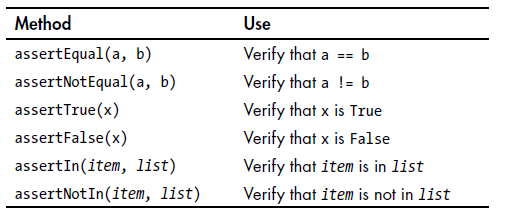 Method Use
assertEqual(a, b) Verify that a == b
assertNotEqual(a, b) Verify that a != b
assertTrue(x) Verify that x is True
assertFalse(x) Verify that x is False
assertIn(item, list) Verify that item is in list
assertNotIn(item, list) Verify that item is not in list